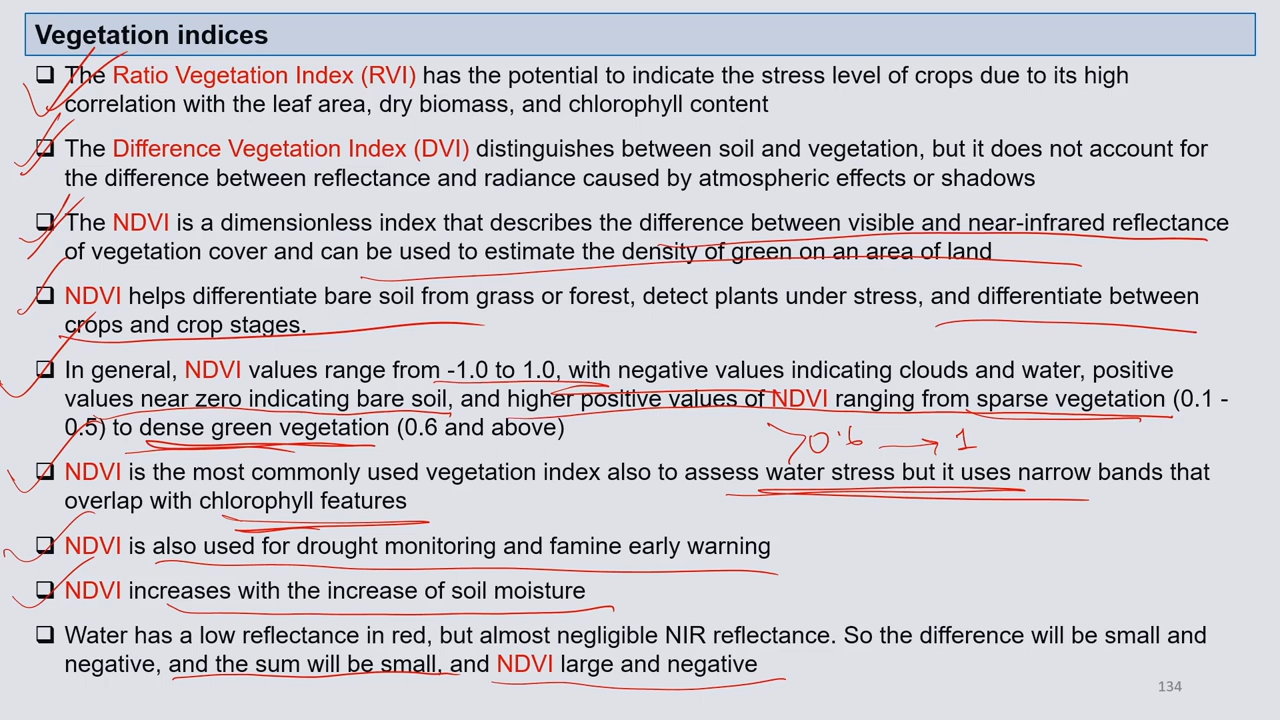 Vegetation indices
❑ The Ratio Vegetation Index (RVI) has the potential to indicate the stress level of crops due to its high
correlation with the leaf area, dry biomass, and chlorophyll content
❑ The Difference Vegetation Index (DVI) distinguishes between soil and vegetation, but it does not account for
the difference between reflectance and radiance caused by atmospheric effects or shadows
❑ The NDVI is a dimensionless index that describes the difference between visible and near-infrared reflectance
of vegetation cover and can be used to estimate the density of green on an area of land
❑ NDVI helps differentiate bare soil from grass or forest, detect plants under stress, and differentiate between
crops and crop stages.
❑ In general, NDVI values range from -1.0 to 1.0, with negative values indicating clouds and water, positive
values near zero indicating bare soil, and higher positive values of NDVI ranging from sparse vegetation (0.1 -
0.5) to dense green vegetation (0.6 and above)
>0.6 → 1
❑ NDVI is the most commonly used vegetation index also to assess water stress but it uses narrow bands that
overlap with chlorophyll features
❑ NDVI is also used for drought monitoring and famine early warning
❑ NDVI increases with the increase of soil moisture
❑ Water has a low reflectance in red, but almost negligible NIR reflectance. So the difference will be small and
negative, and the sum will be small, and NDVI large and negative
134